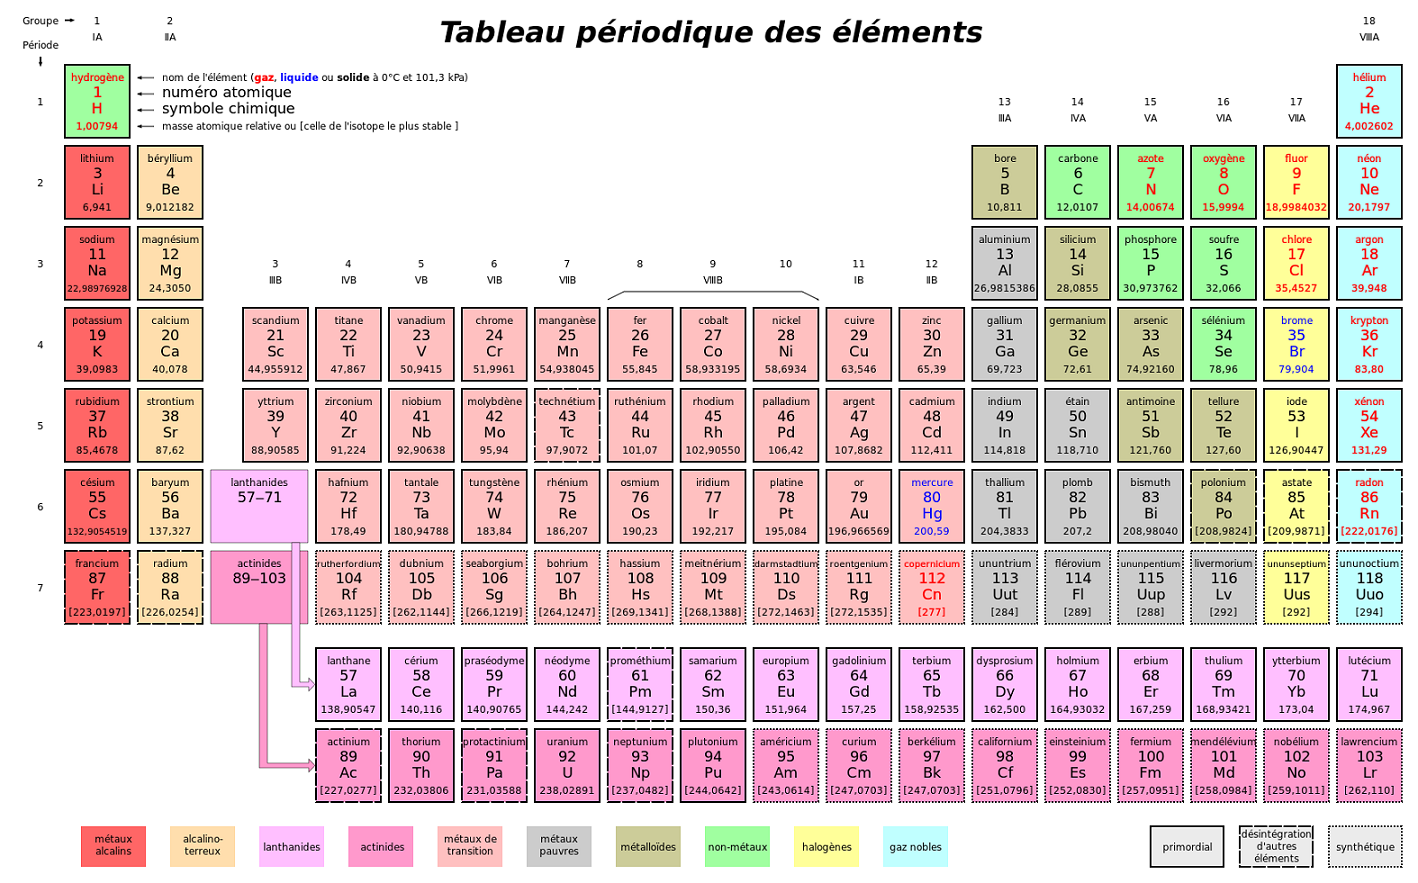 Tableau périodique des éléments
Groupe → 1 2 18
IA IIA VIIIA
Période
hydrogène nom de l'élément (gaz, liquide ou solide à 0°C et 101,3 kPa) hélium
1 numéro atomique 2
1 H symbole chimique 13 14 15 16 17 He
1,00794 masse atomique relative ou [celle de l'isotope le plus stable ] IIIA IVA VA VIA VIIA 4,002602
lithium béryllium bore carbone azote oxygène fluor néon
3 4 5 6 7 8 9 10
2 Li Be B C N O F Ne
6,941 9,012182 10,811 12,0107 14,00674 15,9994 18,9984032 20,1797
sodium magnésium aluminium silicium phosphore soufre chlore argon
11 12 13 14 15 16 17 18
3 Na Mg 3 4 5 6 7 8 9 10 11 12 Al Si P S Cl Ar
22,98976928 24,3050 IIIB IVB VB VIB VIIB VIIIB IB IIB 26,9815386 28,0855 30,973762 32,066 35,4527 39,948
potassium calcium scandium titane vanadium chrome manganèse fer cobalt nickel cuivre zinc gallium germanium arsenic sélénium brome krypton
19 20 21 22 23 24 25 26 27 28 29 30 31 32 33 34 35 36
4 K Ca Sc Ti V Cr Mn Fe Co Ni Cu Zn Ga Ge As Se Br Kr
39,0983 40,078 44,955912 47,867 50,9415 51,9961 54,938045 55,845 58,933195 58,6934 63,546 65,39 69,723 72,61 74,92160 78,96 79,904 83,80
rubidium strontium yttrium zirconium niobium molybdène technétium ruthénium rhodium palladium argent cadmium indium étain antimoine tellure iode xénon
37 38 39 40 41 42 43 44 45 46 47 48 49 50 51 52 53 54
5 Rb Sr Y Zr Nb Mo Tc Ru Rh Pd Ag Cd In Sn Sb Te I Xe
85,4678 87,62 88,90585 91,224 92,90638 95,94 97,9072 101,07 102,90550 106,42 107,8682 112,411 114,818 118,710 121,760 127,60 126,90447 131,29
césium baryum lanthanides hafnium tantale tungstène rhénium osmium iridium platine or mercure thallium plomb bismuth polonium astate radon
55 56 57–71 72 73 74 75 76 77 78 79 80 81 82 83 84 85 86
6 Cs Ba Hf Ta W Re Os Ir Pt Au Hg Tl Pb Bi Po At Rn
132,9054519 137,327 178,49 180,94788 183,84 186,207 190,23 192,217 195,084 196,966569 200,59 204,3833 207,2 208,98040 [208,9824] [209,9871] [222,0176]
francium radium actinides rutherfordium dubnium seaborgium bohrium hassium meitnérium darmstadtium roentgenium copernicium ununtrium flérovium ununpentium livermorium ununseptium ununoctium
87 88 89–103 104 105 106 107 108 109 110 111 112 113 114 115 116 117 118
7 Fr Ra Rf Db Sg Bh Hs Mt Ds Rg Cn Uut Fl Uup Lv Uus Uuo
[223,0197] [226,0254] [263,1125] [262,1144] [266,1219] [264,1247] [269,1341] [268,1388] [272,1463] [272,1535] [277] [284] [289] [288] [292] [292] [294]
lanthane cérium praséodyme néodyme prométhium samarium europium gadolinium terbium dysprosium holmium erbium thulium ytterbium lutécium
57 58 59 60 61 62 63 64 65 66 67 68 69 70 71
La Ce Pr Nd Pm Sm Eu Gd Tb Dy Ho Er Tm Yb Lu
138,90547 140,116 140,90765 144,242 [144,9127] 150,36 151,964 157,25 158,92535 162,500 164,93032 167,259 168,93421 173,04 174,967
actinium thorium protactinium uranium neptunium plutonium américium curium berkélium californium einsteinium fermium mendélévium nobélium lawrencium
89 90 91 92 93 94 95 96 97 98 99 100 101 102 103
Ac Th Pa U Np Pu Am Cm Bk Cf Es Fm Md No Lr
[227,0277] 232,03806 231,03588 238,02891 [237,0482] [244,0642] [243,0614] [247,0703] [247,0703] [251,0796] [252,0830] [257,0951] [258,0984] [259,1011] [262,110]
métaux alcalins
alcalino-terreux
lanthanides
actinides
métaux de transition
métaux pauvres
métalloïdes
non-métaux
halogènes
gaz nobles
primordial
désintégration d'autres éléments
synthétique